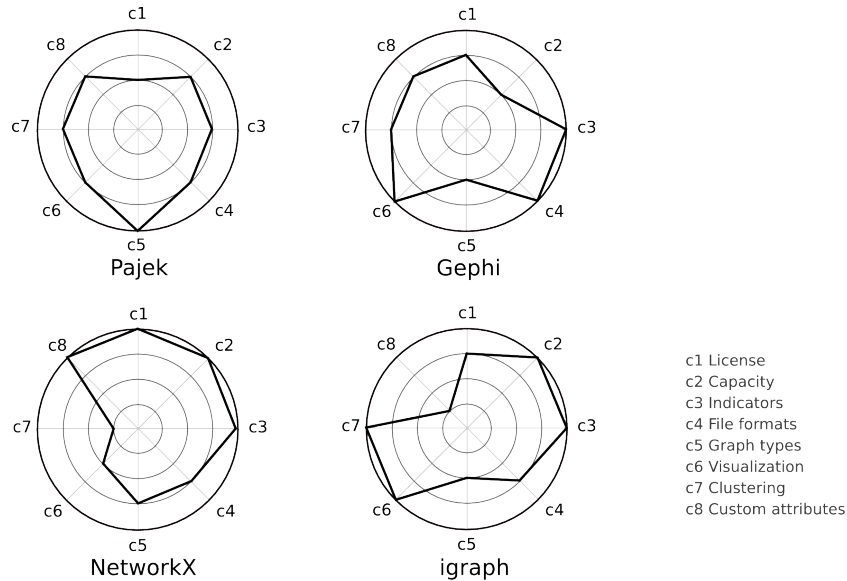 c1
c8
c2
c7
c3
c6
c4
c5
Pajek
c1
c8
c2
c7
c3
c6
c4
c5
Gephi
c1
c8
c2
c7
c3
c6
c4
c5
NetworkX
c1
c8
c2
c7
c3
c6
c4
c5
igraph
c1 License
c2 Capacity
c3 Indicators
c4 File formats
c5 Graph types
c6 Visualization
c7 Clustering
c8 Custom attributes